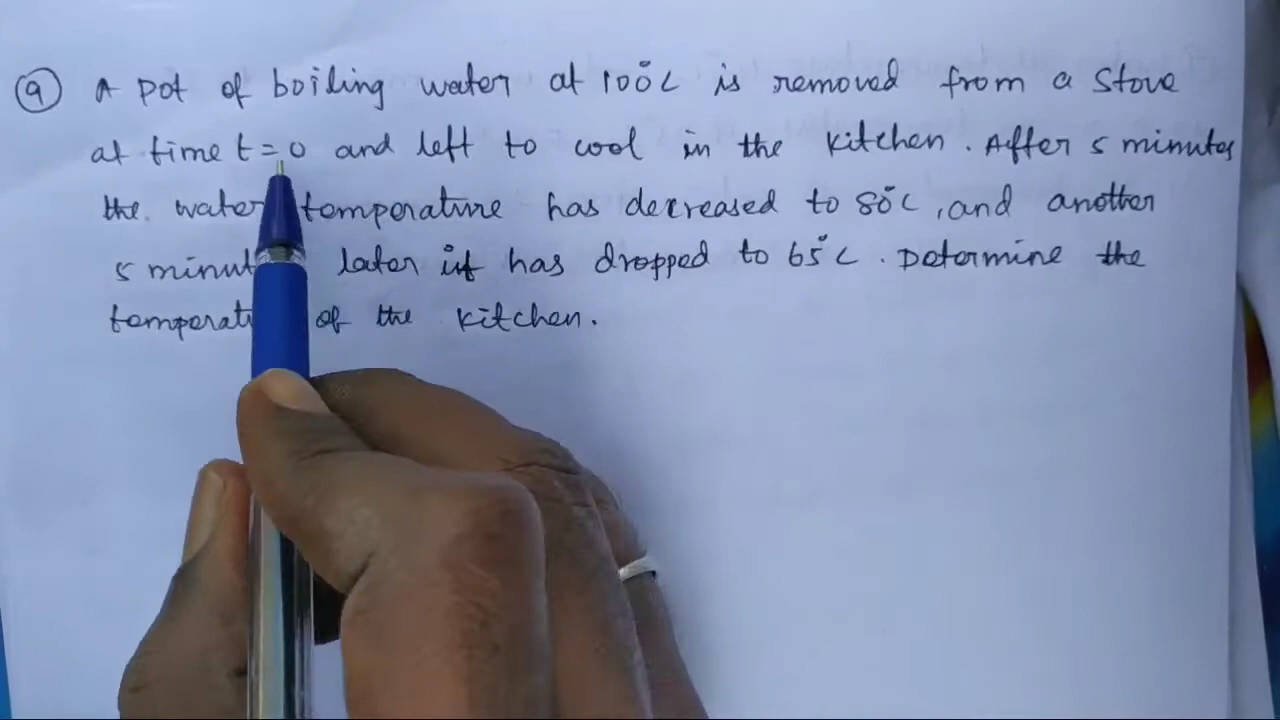 9 A pot of boiling water at 100°C is removed from a stove
at time t=0 and left to cool in the kitchen. After 5 minutes
the water temperature has decreased to 80°C, and another
5 minut later it has dropped to 65°C. Determine the
temperat of the kitchen.